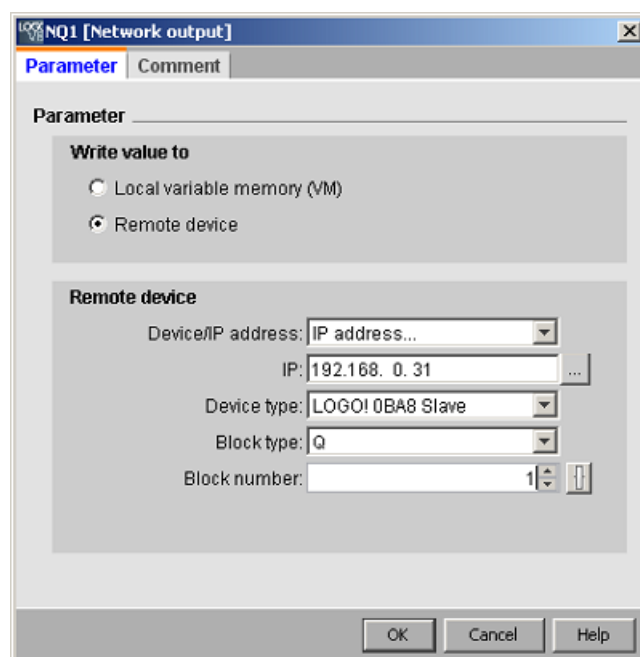 NQ1 [Network output]
Parameter Comment
Parameter
Write value to
Local variable memory (VM)
Remote device
Remote device
Device/IP address: IP address...
IP: 192.168. 0. 31 ...
Device type: LOGO! 0BA8 Slave
Block type: Q
Block number: 1
OK Cancel Help